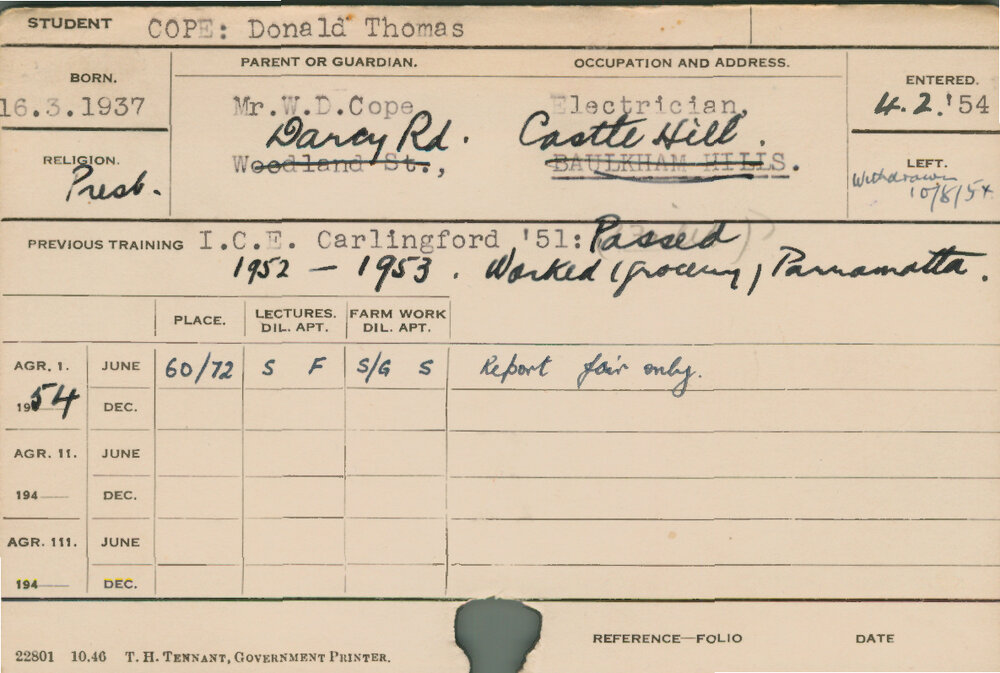 STUDENT COPE: Donald Thomas
BORN. PARENT OR GUARDIAN. OCCUPATION AND ADDRESS. ENTERED.
16.3.1937 Mr.W.D.Cope Electrician, 4.2.'54
Darcy Rd. Castle Hill.
RELIGION. Woodland St., BAULKHAM HILLS. LEFT.
Presb. Withdrawn
10/8/54
PREVIOUS TRAINING I.C.E. Carlingford '51: Passed
1952 – 1953. Worked (grocery) Parramatta.
PLACE. LECTURES. FARM WORK
DIL. APT. DIL. APT.
AGR. 1. JUNE 60/72 S F S/G S Report fair only.
1954 DEC.
AGR. 11. JUNE
194 DEC.
AGR. 111. JUNE
194 DEC.
REFERENCE—FOLIO DATE
22801 10.46 T. H. TENNANT, GOVERNMENT PRINTER.